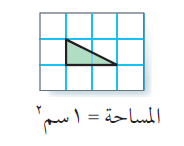 المساحة = ١ سم٢